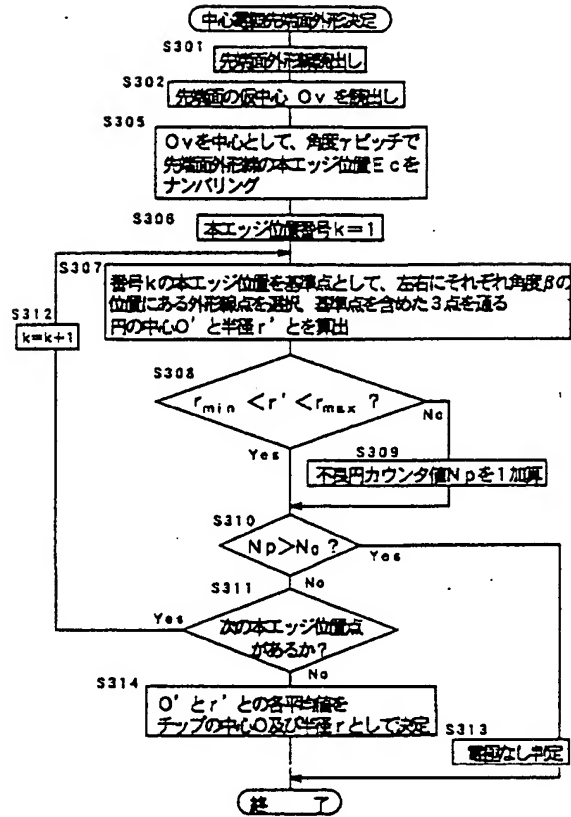 中心電極先端面外形決定
S301
先端面外形線読出し
S302
先端面の仮中心 Ovを読出し
S305
Ovを中心として、角度γピッチで
先端面外形線の本エッジ位置Ecを
ナンバリング
S306
本エッジ位置番号k=1
S307
番号kの本エッジ位置を基準点として、左右にそれぞれ角度βの
位置にある外形線点を選択、基準点を含めた3点を通る
円の中心O'と半径r'とを算出
S312
k=k+1
S308
rmin <r'<rmax ?
No
Yes
S309
不良円カウンタ値Npを1加算
S310
Np>No?
Yes
No
S311
Yes
次の本エッジ位置点
があるか?
No
S314
O'とr'との各平均値を
チップの中心O及び半径rとして決定
S313
電極なし判定
終 了